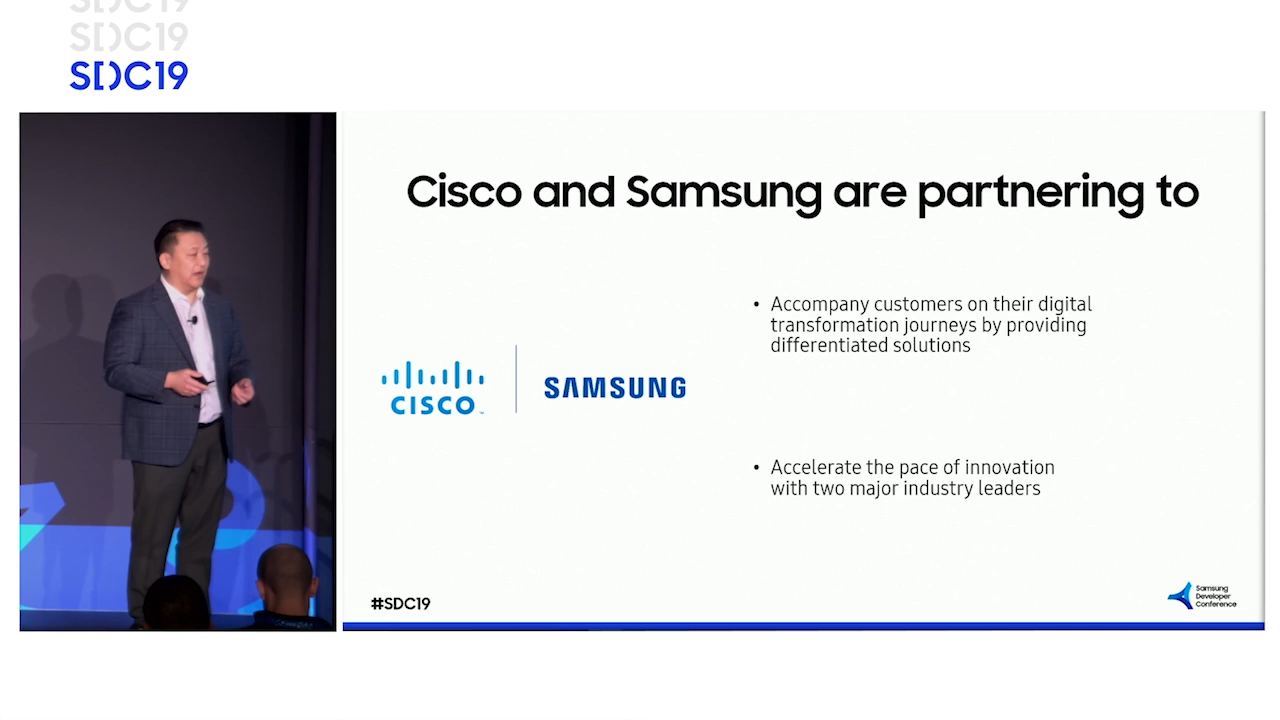 SDC19
SDC19
SDC19
Cisco and Samsung are partnering to
• Accompany customers on their digital
transformation journeys by providing
differentiated solutions
CISCO™
SAMSUNG
• Accelerate the pace of innovation
with two major industry leaders
#SDC19
Samsung
Developer
Conference